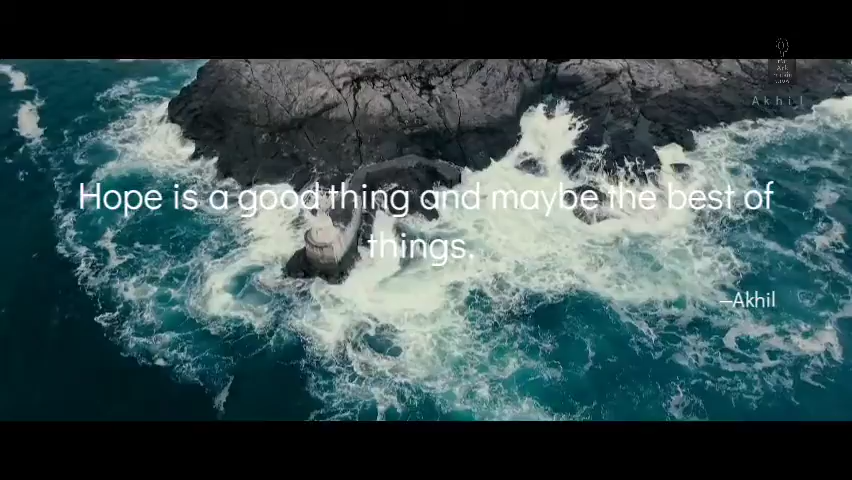 Akhil
Hope is a good thing and maybe the best of
things.
—Akhil